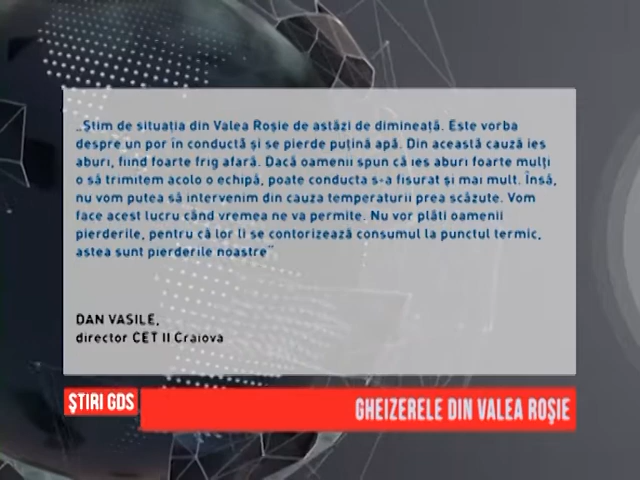 „Știm de situația din Valea Roșie de astăzi de dimineață. Este vorba
despre un por în conductă și se pierde puțină apă. Din această cauză ies
aburi, fiind foarte frig afară. Dacă oamenii spun că ies aburi foarte mulți
o să trimitem acolo o echipă, poate conducta s-a fisurat și mai mult. Însă,
nu vom putea să intervenim din cauza temperaturii prea scăzute. Vom
face acest lucru când vremea ne va permite. Nu vor plăti oamenii
pierderile, pentru că lor li se contorizează consumul la punctul termic,
astea sunt pierderile noastre”
DAN VASILE,
director CET II Craiova
ȘTIRI GDS
GHEIZERELE DIN VALEA ROȘIE